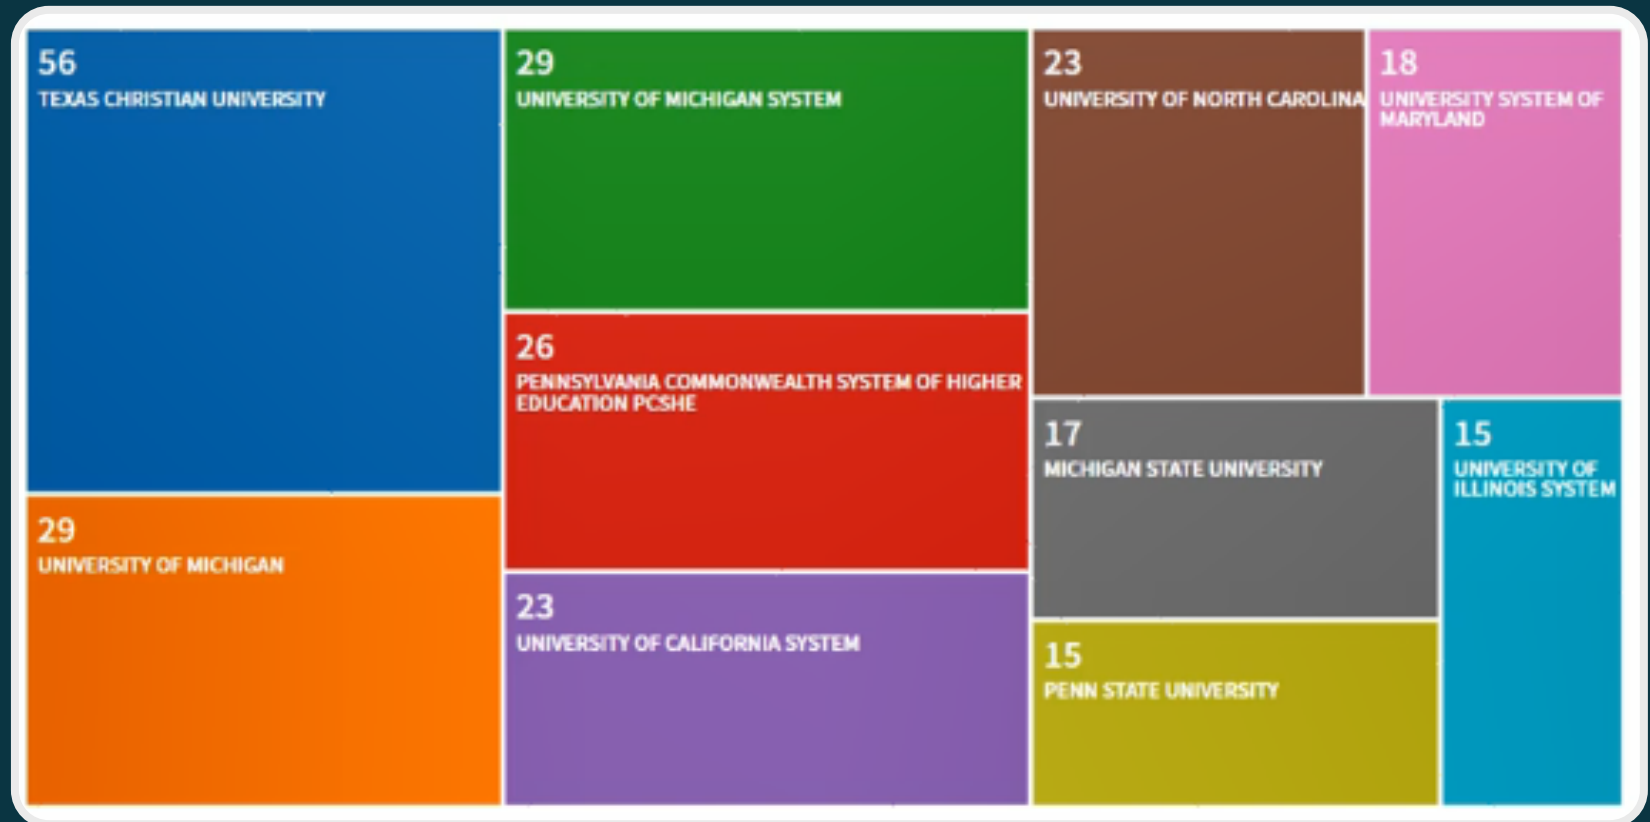 56
TEXAS CHRISTIAN UNIVERSITY
29
UNIVERSITY OF MICHIGAN
29
UNIVERSITY OF MICHIGAN SYSTEM
26
PENNSYLVANIA COMMONWEALTH SYSTEM OF HIGHER
EDUCATION PCSHE
23
UNIVERSITY OF CALIFORNIA SYSTEM
23
UNIVERSITY OF NORTH CAROLINA
18
UNIVERSITY SYSTEM OF
MARYLAND
17
MICHIGAN STATE UNIVERSITY
15
PENN STATE UNIVERSITY
15
UNIVERSITY OF
ILLINOIS SYSTEM